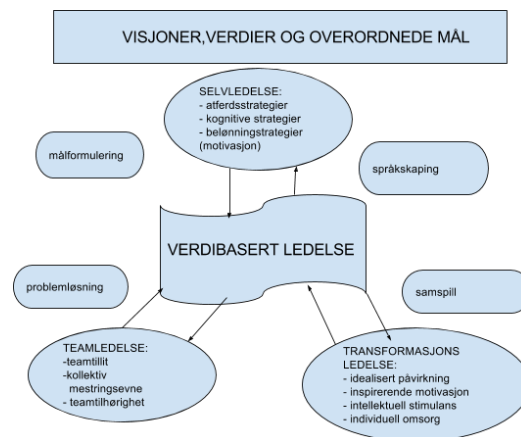 VISJONER,VERDIER OG OVERORDNEDE MÅL
SELVLEDELSE:
- atferdsstrategier
- kognitive strategier
- belønningstrategier
(motivasjon)
målformulering
språkskaping
VERDIBASERT LEDELSE
problemløsning
samspill
TEAMLEDELSE:
-teamtillit
-kollektiv
mestringsevne
- teamtilhørighet
TRANSFORMASJONS
LEDELSE:
- idealisert påvirkning
- inspirerende motivasjon
- intellektuell stimulans
- individuell omsorg